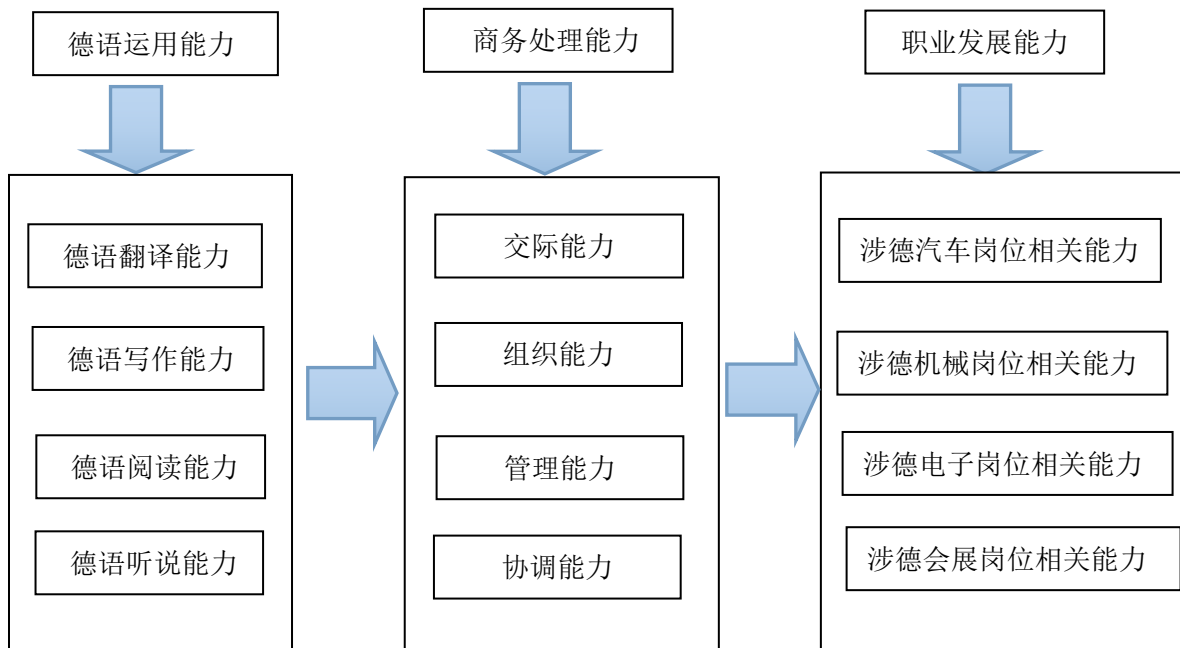 德语运用能力
商务处理能力
职业发展能力
德语翻译能力
德语写作能力
德语阅读能力
德语听说能力
交际能力
组织能力
管理能力
协调能力
涉德汽车岗位相关能力
涉德机械岗位相关能力
涉德电子岗位相关能力
涉德会展岗位相关能力